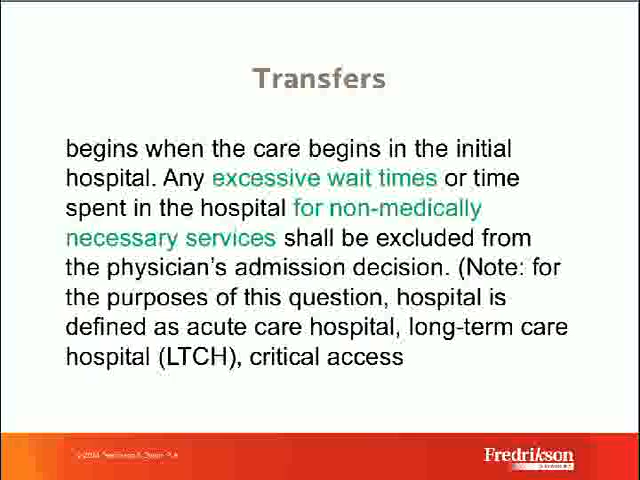 Transfers
begins when the care begins in the initial
hospital. Any excessive wait times or time
spent in the hospital for non-medically
necessary services shall be excluded from
the physician's admission decision. (Note: for
the purposes of this question, hospital is
defined as acute care hospital, long-term care
hospital (LTCH), critical access
Fredrikson